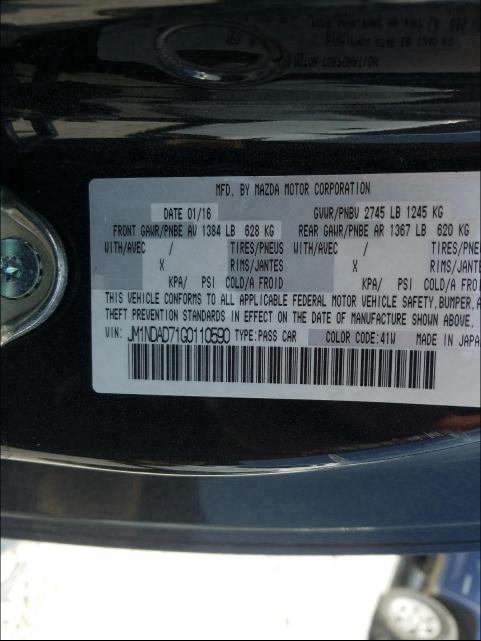 MFD. BY MAZDA MOTOR CORPORATION
DATE 01/16 GVWR/PNBV 2745 LB 1245 KG
FRONT GAWR/PNBE AV 1384 LB 628 KG REAR GAWR/PNBE AR 1367 LB 620 KG
WITH/AVEC / TIRES/PNEUS WITH/AVEC / TIRES/PNEUS
X RIMS/JANTES X RIMS/JANTES
KPA/ PSI COLD/A FROID KPA/ PSI COLD/A FROID
THIS VEHICLE CONFORMS TO ALL APPLICABLE FEDERAL MOTOR VEHICLE SAFETY, BUMPER, A
THEFT PREVENTION STANDARDS IN EFFECT ON THE DATE OF MANUFACTURE SHOWN ABOVE.
VIN: JM1NDAD71G0110590 TYPE:PASS CAR COLOR CODE:41W MADE IN JAPA